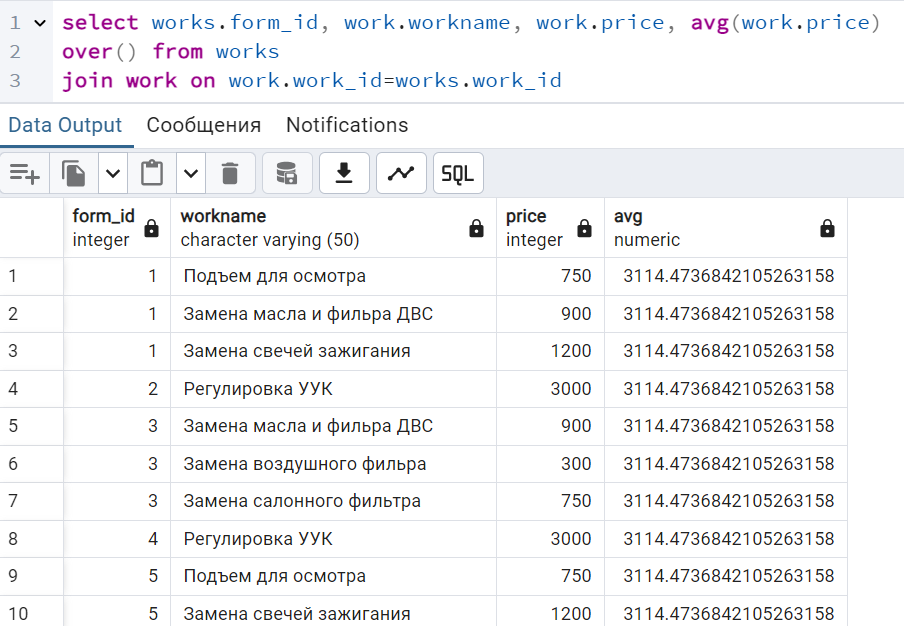 1 select works.form_id, work.workname, work.price, avg(work.price)
2 over() from works
3 join work on work.work_id=works.work_id
Data Output Сообщения Notifications
SQL
form_id workname price avg
integer character varying (50) integer numeric
1 1 Подъем для осмотра 750 3114.4736842105263158
2 1 Замена масла и фильра ДВС 900 3114.4736842105263158
3 1 Замена свечей зажигания 1200 3114.4736842105263158
4 2 Регулировка УУК 3000 3114.4736842105263158
5 3 Замена масла и фильра ДВС 900 3114.4736842105263158
6 3 Замена воздушного фильра 300 3114.4736842105263158
7 3 Замена салонного фильтра 750 3114.4736842105263158
8 4 Регулировка УУК 3000 3114.4736842105263158
9 5 Подъем для осмотра 750 3114.4736842105263158
10 5 Замена свечей зажигания 1200 3114.4736842105263158